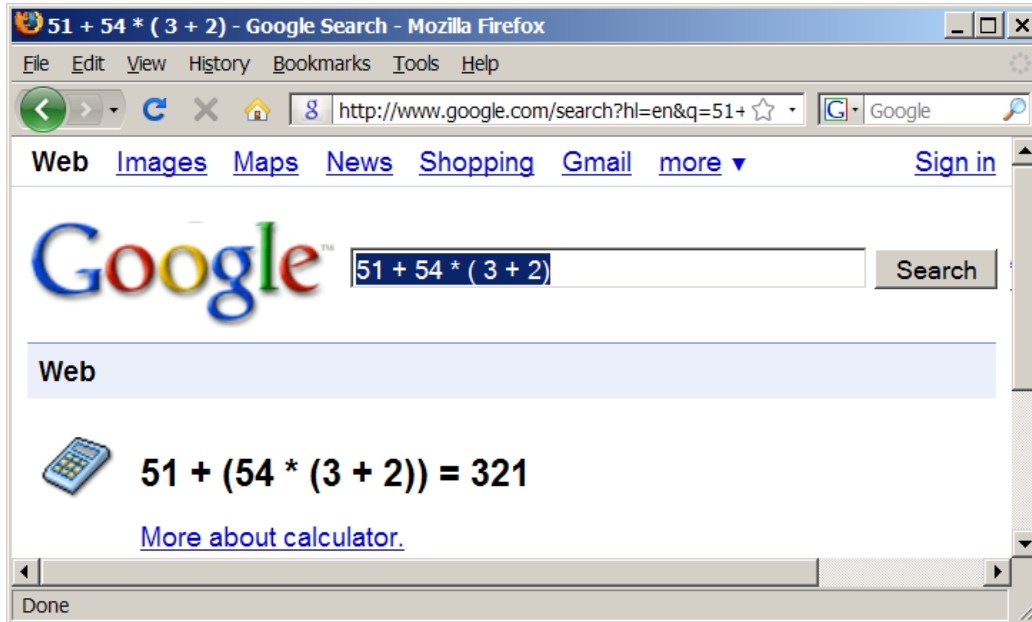 51 + 54 * ( 3 + 2) - Google Search - Mozilla Firefox
File Edit View History Bookmarks Tools Help
8 http://www.google.com/search?hl=en&q=51+ G Google
Web Images Maps News Shopping Gmail more ▼ Sign in
Google™ 51 + 54 * ( 3 + 2) Search
Web
51 + (54 * (3 + 2)) = 321
More about calculator.
Done